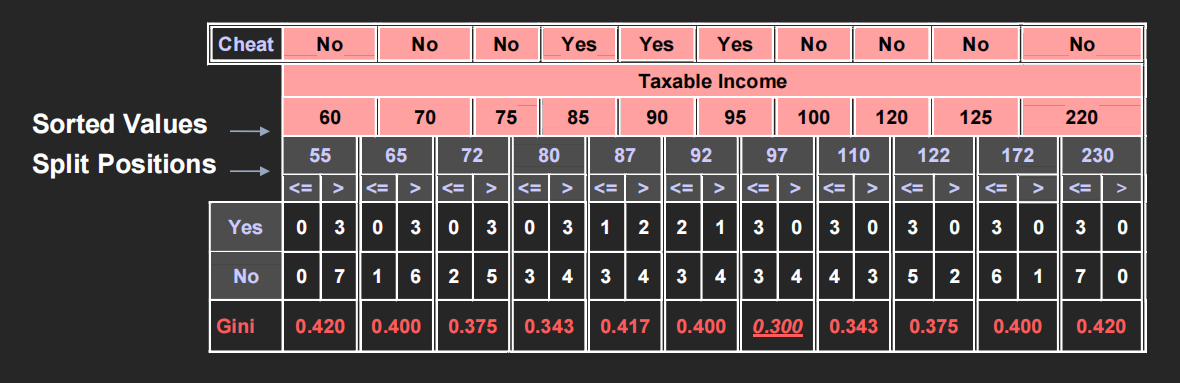 Cheat No No No Yes Yes Yes No No No No
Taxable Income
Sorted Values 60 70 75 85 90 95 100 120 125 220
Split Positions 55 65 72 80 87 92 97 110 122 172 230
<= > <= > <= > <= > <= > <= > <= > <= > <= > <= > <= >
Yes 0 3 0 3 0 3 0 3 1 2 2 1 3 0 3 0 3 0 3 0 3 0
No 0 7 1 6 2 5 3 4 3 4 3 4 3 4 4 3 5 2 6 1 7 0
Gini 0.420 0.400 0.375 0.343 0.417 0.400 0.300 0.343 0.375 0.400 0.420